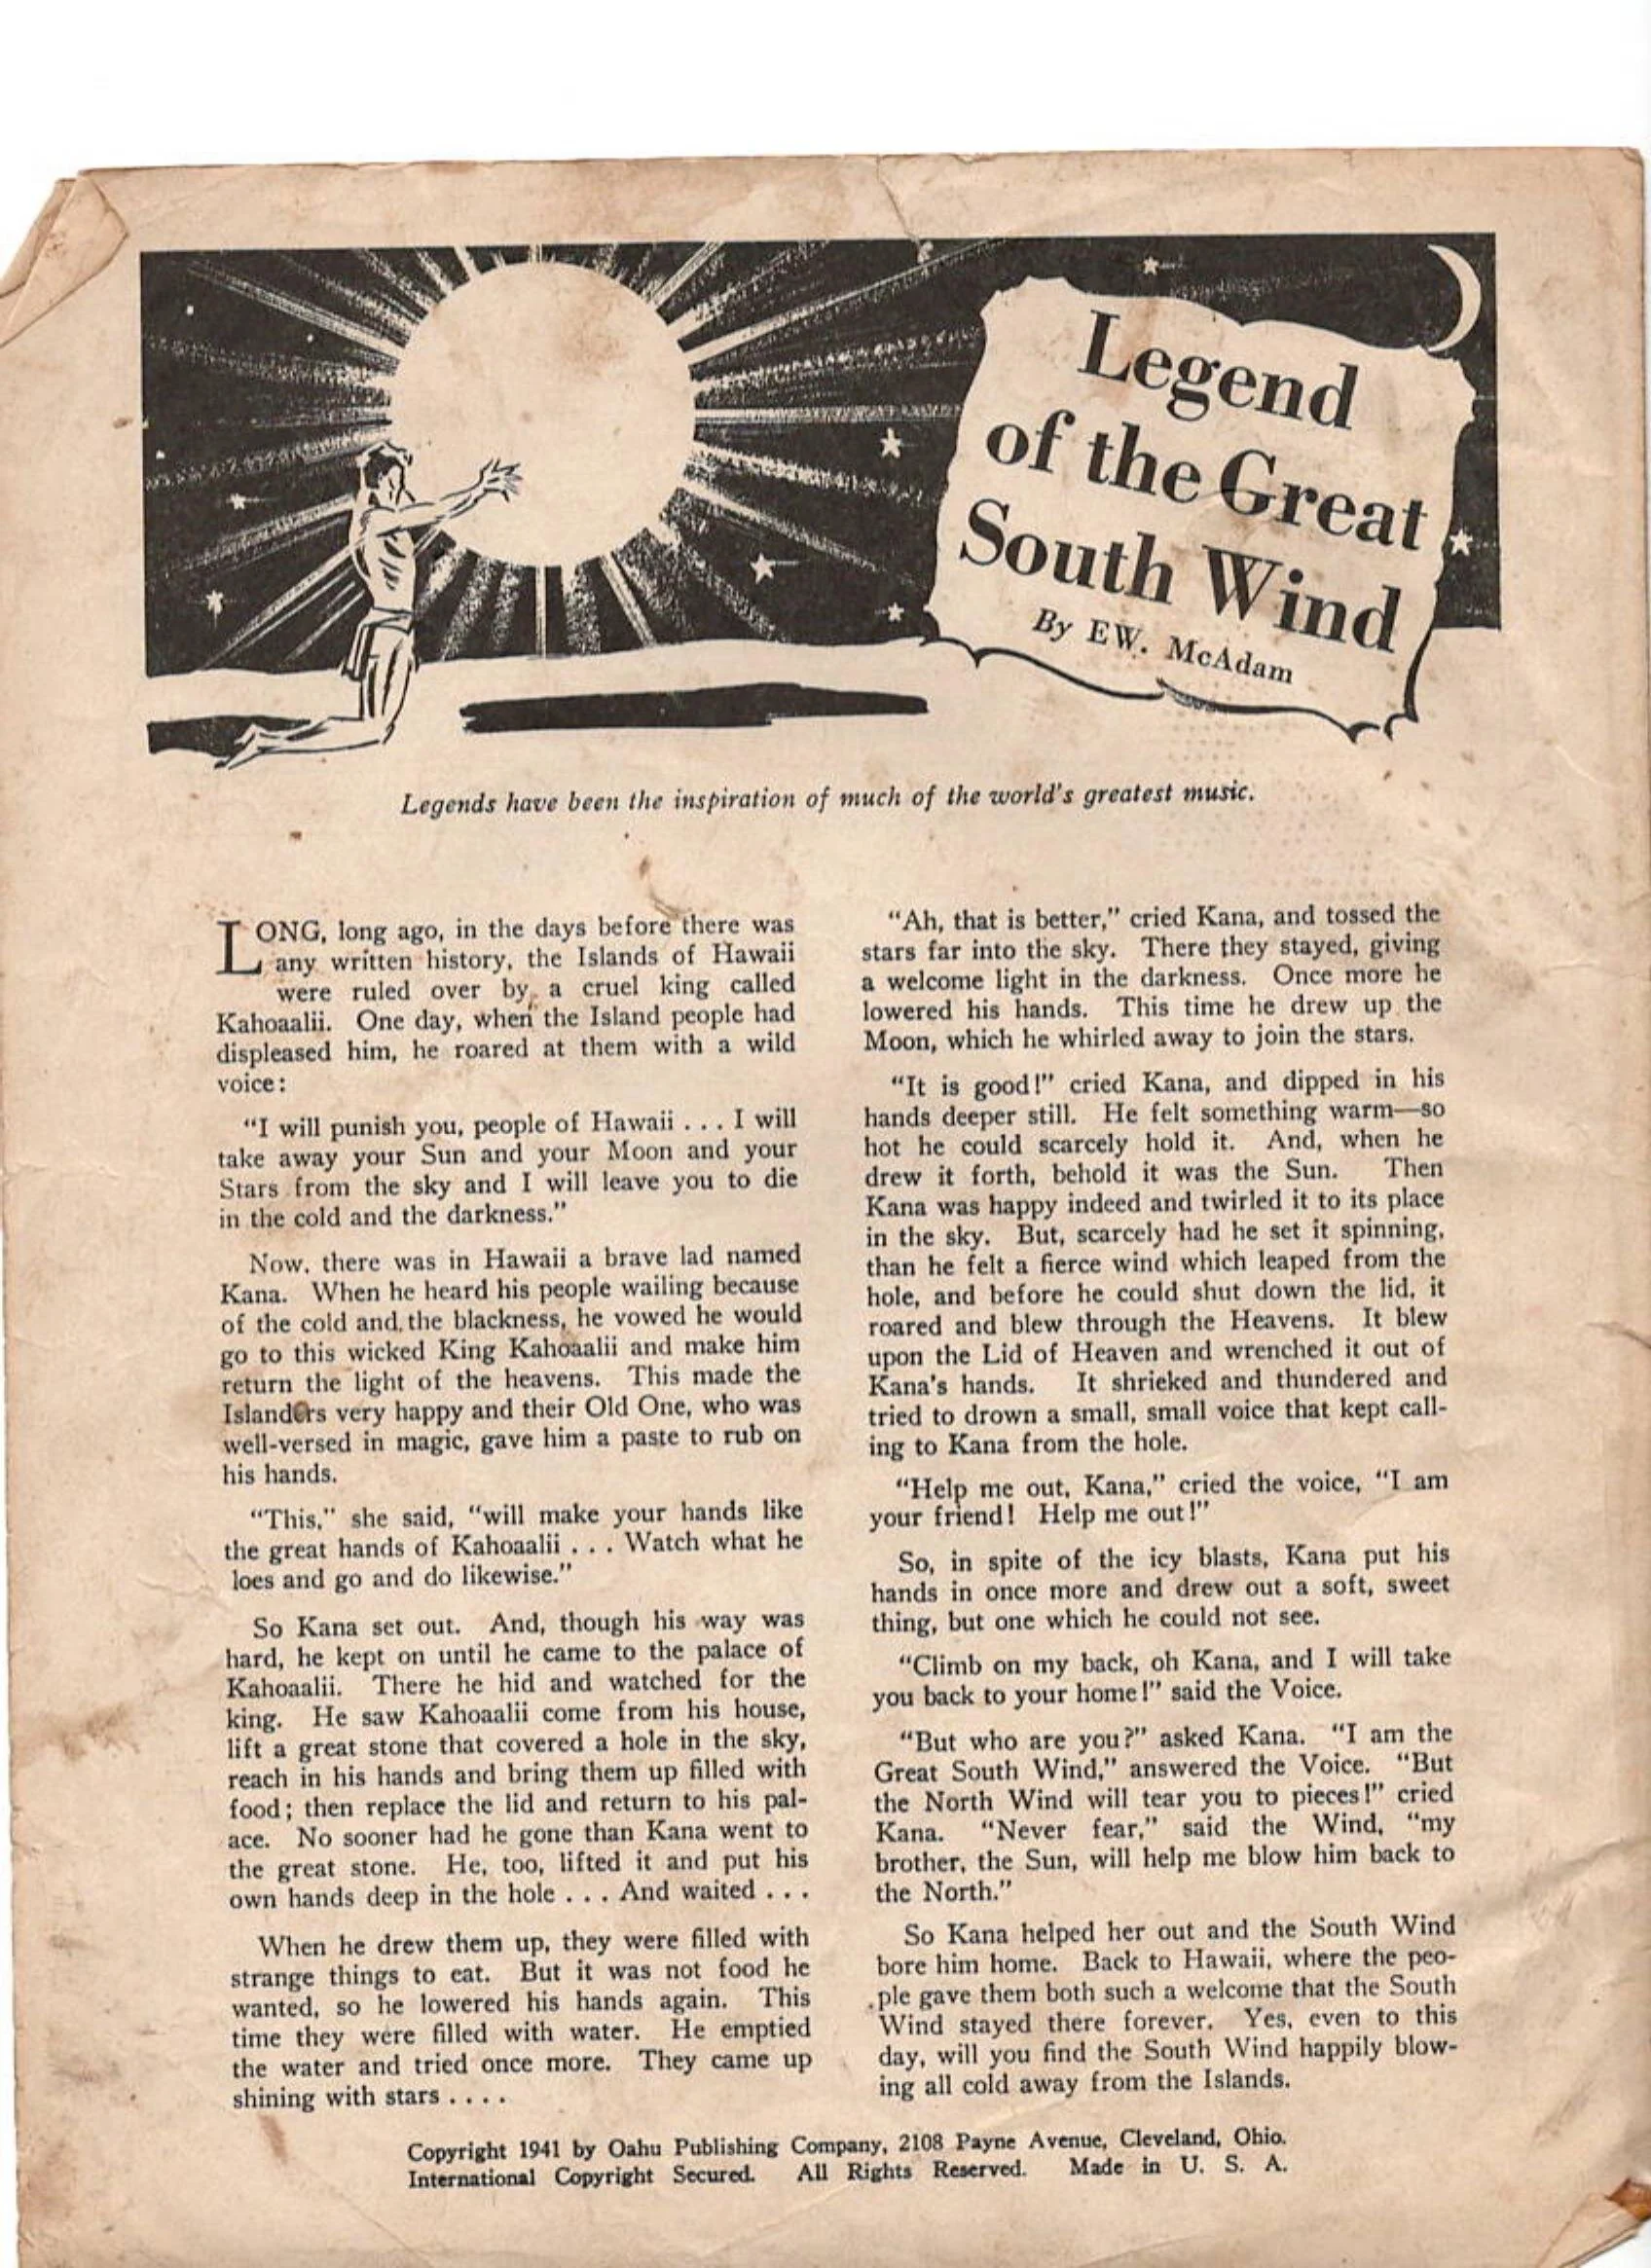 Legend
of the Great
South Wind
By EW. McAdam
Legends have been the inspiration of much of the world's greatest music.
LONG, long ago, in the days before there was
any written history, the Islands of Hawaii
were ruled over by a cruel king called
Kahoaalii. One day, when the Island people had
displeased him, he roared at them with a wild
voice:
"I will punish you, people of Hawaii . . . I will
take away your Sun and your Moon and your
Stars from the sky and I will leave you to die
in the cold and the darkness."
Now, there was in Hawaii a brave lad named
Kana. When he heard his people wailing because
of the cold and the blackness, he vowed he would
go to this wicked King Kahoaalii and make him
return the light of the heavens. This made the
Islanders very happy and their Old One, who was
well-versed in magic, gave him a paste to rub on
his hands.
"This," she said, "will make your hands like
the great hands of Kahoaalii . . . Watch what he
loes and go and do likewise."
So Kana set out. And, though his way was
hard, he kept on until he came to the palace of
Kahoaalii. There he hid and watched for the
king. He saw Kahoaalii come from his house,
lift a great stone that covered a hole in the sky,
reach in his hands and bring them up filled with
food; then replace the lid and return to his pal-
ace. No sooner had he gone than Kana went to
the great stone. He, too, lifted it and put his
own hands deep in the hole . . . And waited . . .
When he drew them up, they were filled with
strange things to eat. But it was not food he
wanted, so he lowered his hands again. This
time they were filled with water. He emptied
the water and tried once more. They came up
shining with stars . . . .
"Ah, that is better," cried Kana, and tossed the
stars far into the sky. There they stayed, giving
a welcome light in the darkness. Once more he
lowered his hands. This time he drew up the
Moon, which he whirled away to join the stars.
"It is good!" cried Kana, and dipped in his
hands deeper still. He felt something warm—so
hot he could scarcely hold it. And, when he
drew it forth, behold it was the Sun. Then
Kana was happy indeed and twirled it to its place
in the sky. But, scarcely had he set it spinning,
than he felt a fierce wind which leaped from the
hole, and before he could shut down the lid, it
roared and blew through the Heavens. It blew
upon the Lid of Heaven and wrenched it out of
Kana's hands. It shrieked and thundered and
tried to drown a small, small voice that kept call-
ing to Kana from the hole.
"Help me out, Kana," cried the voice, "I am
your friend! Help me out!"
So, in spite of the icy blasts, Kana put his
hands in once more and drew out a soft, sweet
thing, but one which he could not see.
"Climb on my back, oh Kana, and I will take
you back to your home!" said the Voice.
"But who are you?" asked Kana. "I am the
Great South Wind," answered the Voice. "But
the North Wind will tear you to pieces!" cried
Kana. "Never fear," said the Wind, "my
brother, the Sun, will help me blow him back to
the North."
So Kana helped her out and the South Wind
bore him home. Back to Hawaii, where the peo-
ple gave them both such a welcome that the South
Wind stayed there forever. Yes, even to this
day, will you find the South Wind happily blow-
ing all cold away from the Islands.
Copyright 1941 by Oahu Publishing Company, 2108 Payne Avenue, Cleveland, Ohio.
International Copyright Secured. All Rights Reserved. Made in U. S. A.